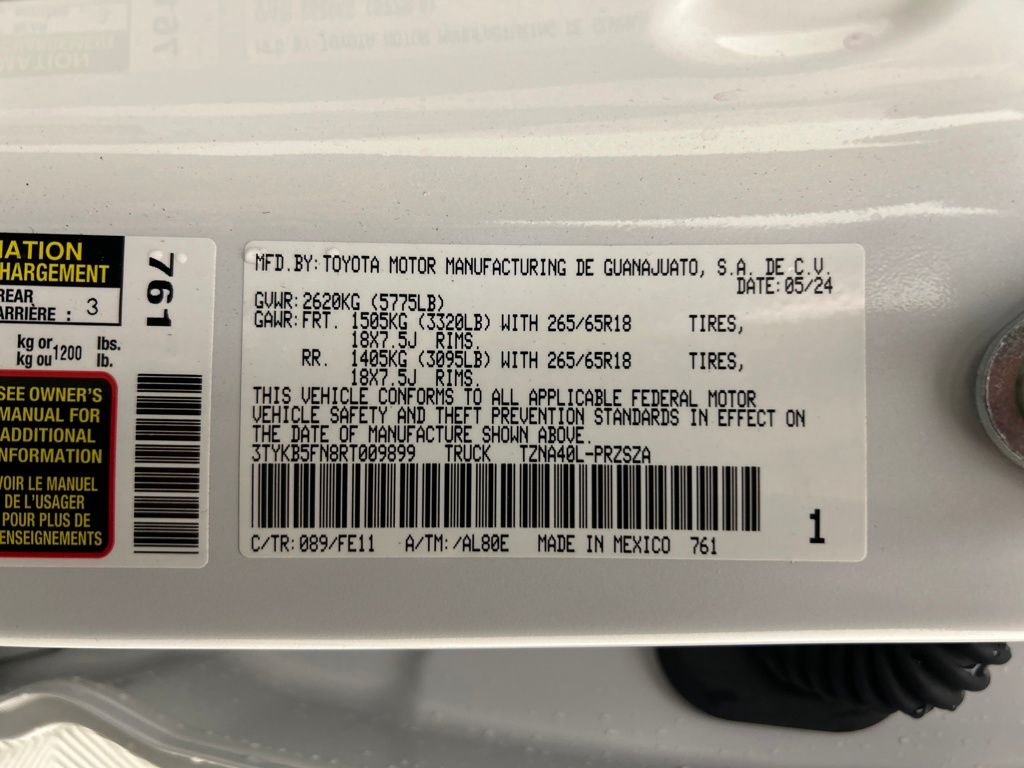 MATION
HARGEMENT
REAR
ARRIÈRE : 3
kg or 1200 lbs.
kg ou lb.
SEE OWNER'S
MANUAL FOR
ADDITIONAL
INFORMATION
VOIR LE MANUEL
DE L'USAGER
POUR PLUS DE
RENSEIGNEMENTS
761
MFD.BY:TOYOTA MOTOR MANUFACTURING DE GUANAJUATO, S.A. DE C.V.
DATE:05/24
GVWR:2620KG (5775LB)
GAWR:FRT. 1505KG (3320LB) WITH 265/65R18 TIRES,
18X7.5J RIMS.
RR. 1405KG (3095LB) WITH 265/65R18 TIRES,
18X7.5J RIMS.
THIS VEHICLE CONFORMS TO ALL APPLICABLE FEDERAL MOTOR
VEHICLE SAFETY AND THEFT PREVENTION STANDARDS IN EFFECT ON
THE DATE OF MANUFACTURE SHOWN ABOVE.
3TYKB5FN8RT009899 TRUCK TZNA40L-PRZSZA
1
C/TR:089/FE11 A/TM:/AL80E MADE IN MEXICO 761